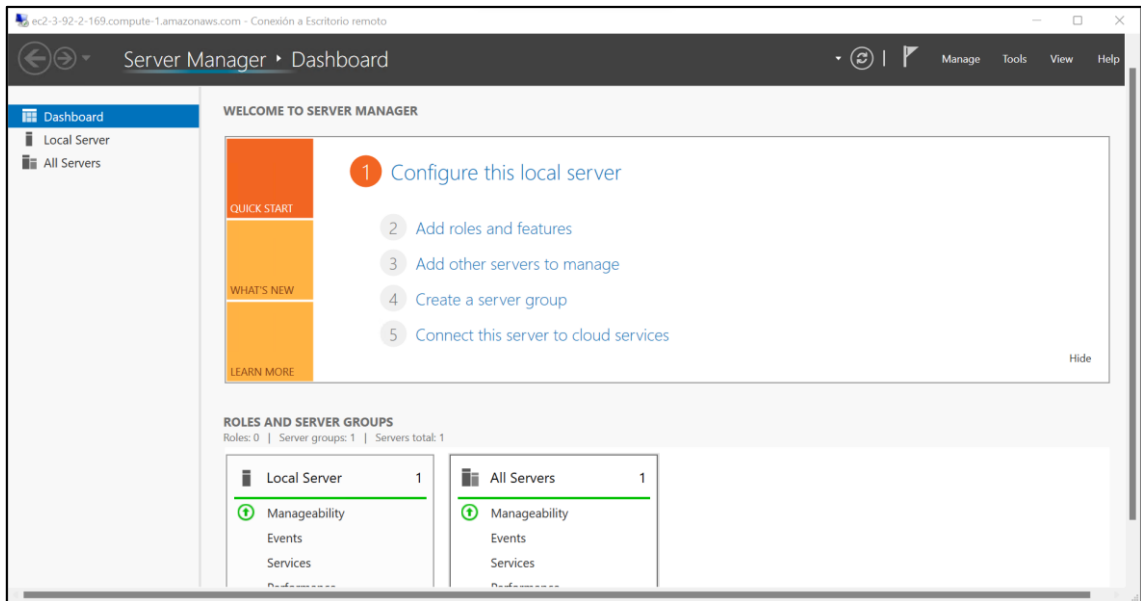 ec2-3-92-2-169.compute-1.amazonaws.com - Conexión a Escritorio remoto
Server Manager ‣ Dashboard
Manage Tools View Help
Dashboard
Local Server
All Servers
WELCOME TO SERVER MANAGER
QUICK START
WHAT'S NEW
LEARN MORE
1 Configure this local server
2 Add roles and features
3 Add other servers to manage
4 Create a server group
5 Connect this server to cloud services
Hide
ROLES AND SERVER GROUPS
Roles: 0 | Server groups: 1 | Servers total: 1
Local Server 1
Manageability
Events
Services
All Servers 1
Manageability
Events
Services